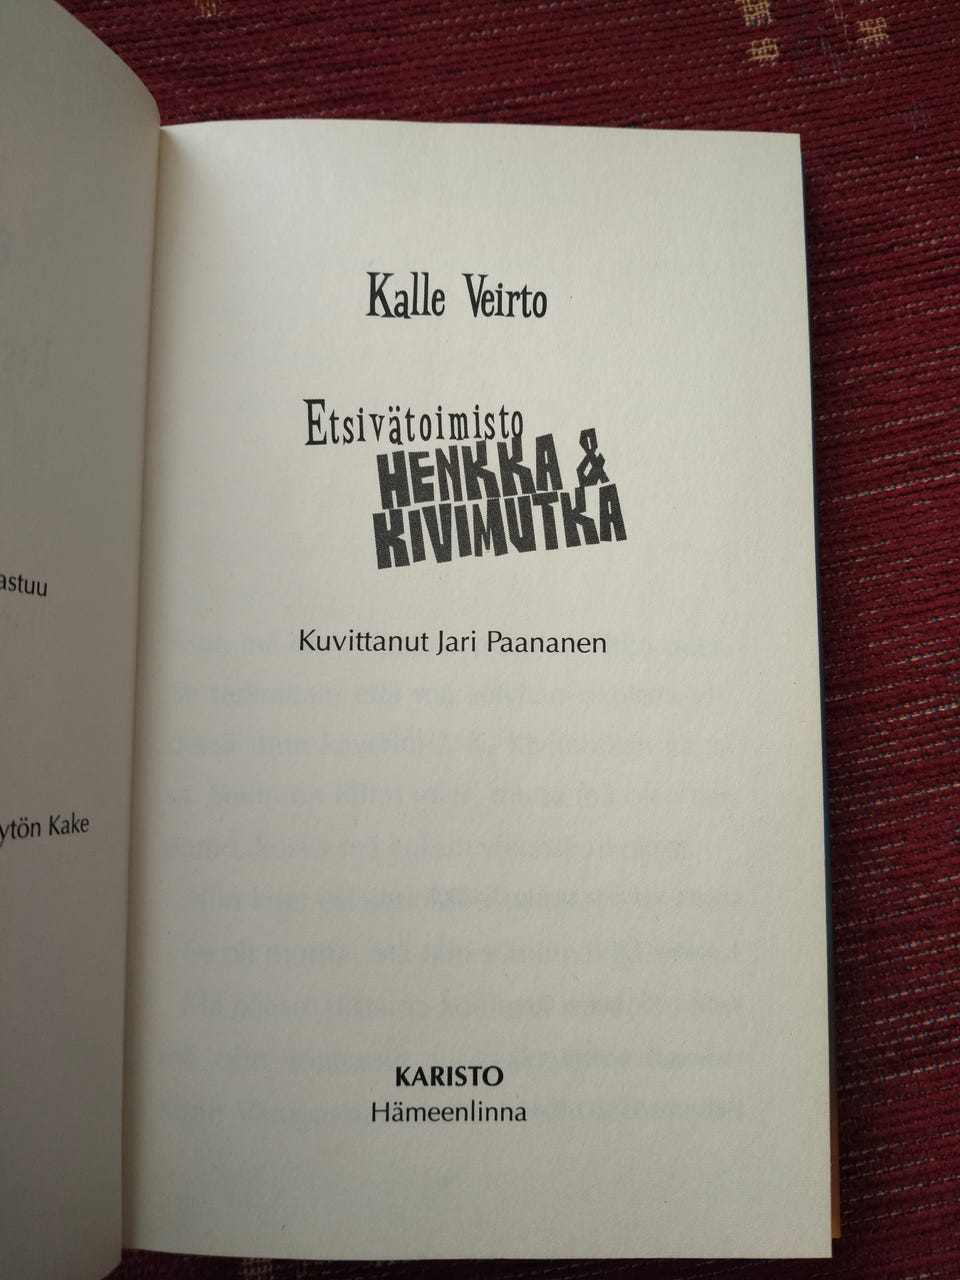 astuu
ytön Kake
Kalle Veirto
Etsivätoimisto
HENKKA &
KIVIMUTKA
Kuvittanut Jari Paananen
KARISTO
Hämeenlinna